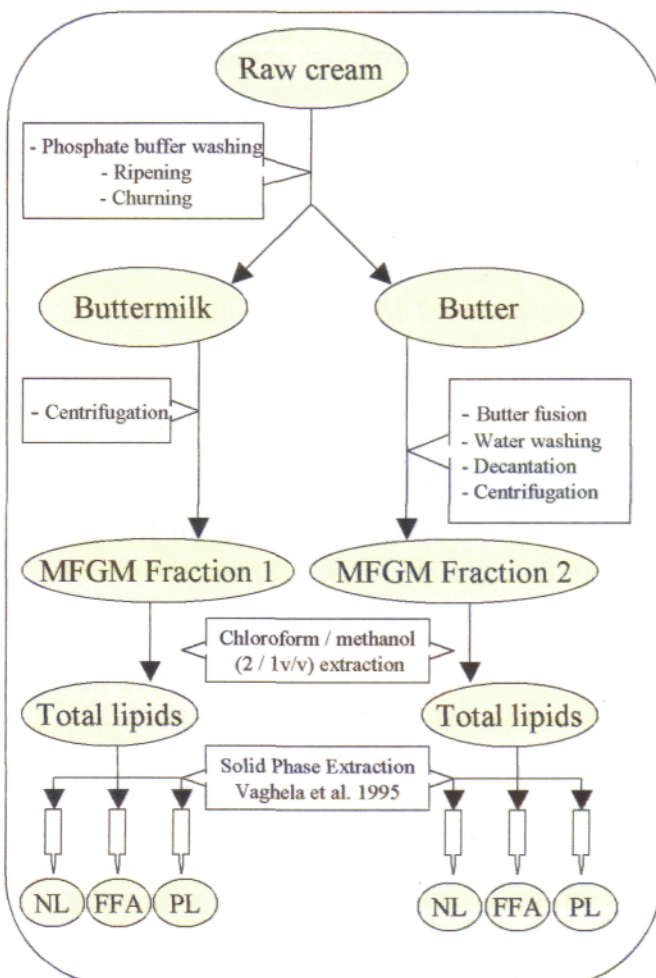 Raw cream
- Phosphate buffer washing
- Ripening
- Churning
Buttermilk
Butter
- Centrifugation
- Butter fusion
- Water washing
- Decantation
- Centrifugation
MFGM Fraction 1
MFGM Fraction 2
Chloroform / methanol
(2 / 1v/v) extraction
Total lipids
Total lipids
Solid Phase Extraction
Vaghela et al. 1995
NL
FFA
PL
NL
FFA
PL